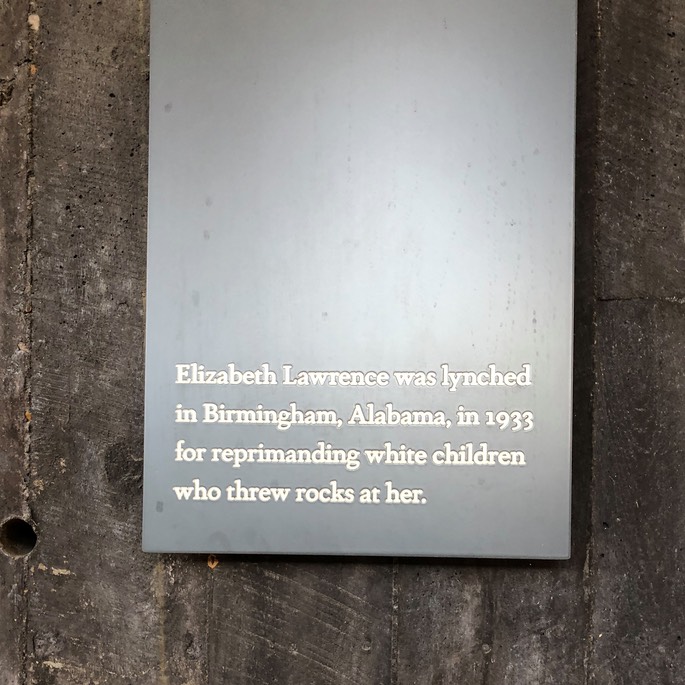 Elizabeth Lawrence was lynched
in Birmingham, Alabama, in 1933
for reprimanding white children
who threw rocks at her.